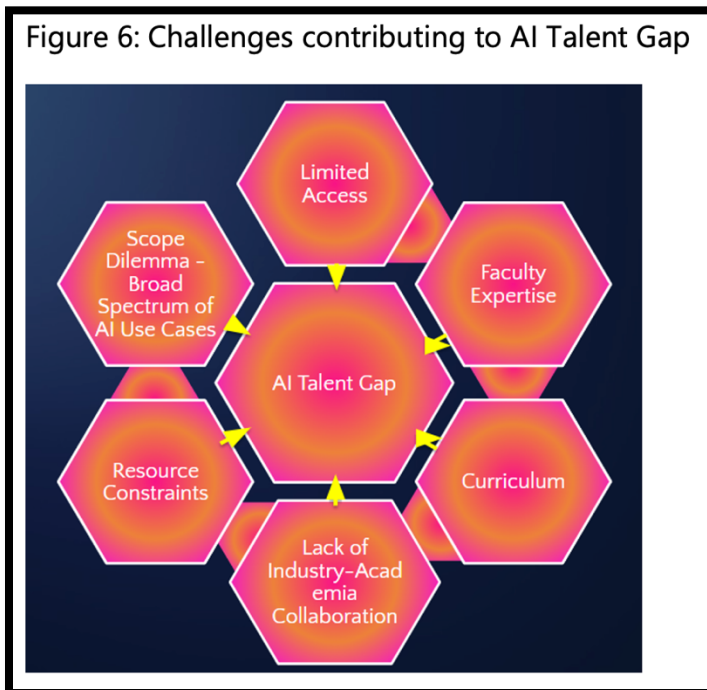 Figure 6: Challenges contributing to AI Talent Gap
Limited
Access
Scope
Dilemma -
Broad
Spectrum of
AI Use Cases
Faculty
Expertise
AI Talent Gap
Resource
Constraints
Curriculum
Lack of
Industry-Acad
emia
Collaboration